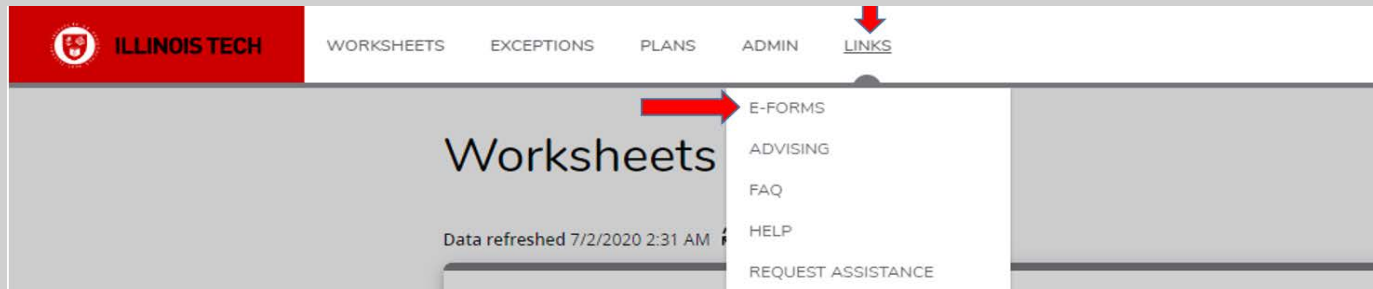 ILLINOIS TECH WORKSHEETS EXCEPTIONS PLANS ADMIN LINKS
E-FORMS
Worksheets
ADVISING
FAQ
Data refreshed 7/2/2020 2:31 AM
HELP
REQUEST ASSISTANCE